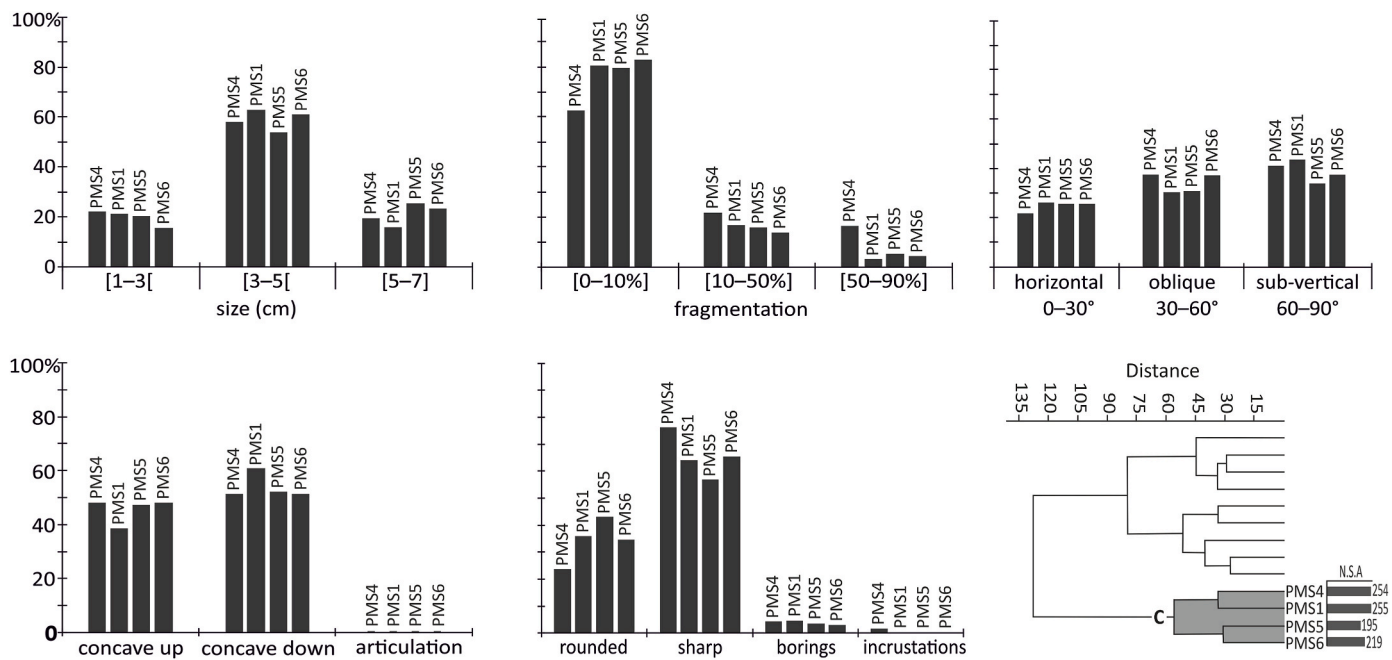 100%
80
60
40
20
0
PMS4
PMS1
PMS5
PMS6
PMS4
PMS1
PMS5
PMS6
PMS4
PMS1
PMS5
PMS6
[1–3[
[3–5[
[5–7]
size (cm)
PMS4
PMS1
PMS5
PMS6
PMS4
PMS1
PMS5
PMS6
PMS4
PMS1
PMS5
PMS6
[0–10%]
[10–50%]
[50–90%]
fragmentation
PMS4
PMS1
PMS5
PMS6
PMS4
PMS1
PMS5
PMS6
PMS4
PMS1
PMS5
PMS6
horizontal
oblique
sub-vertical
0–30°
30–60°
60–90°
100%
80
60
40
20
0
PMS4
PMS1
PMS5
PMS6
PMS4
PMS1
PMS5
PMS6
PMS4
PMS1
PMS5
PMS6
concave up
concave down
articulation
PMS4
PMS1
PMS5
PMS6
PMS4
PMS1
PMS5
PMS6
PMS4
PMS1
PMS5
PMS6
PMS4
PMS1
PMS5
PMS6
rounded
sharp
borings
incrustations
Distance
135
120
105
90
75
60
45
30
15
N.S.A
C
PMS4 254
PMS1 255
PMS5 195
PMS6 219